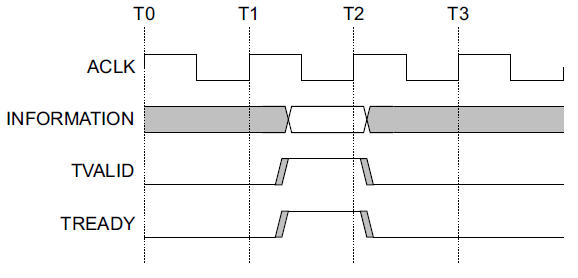 T0 T1 T2 T3
ACLK
INFORMATION
TVALID
TREADY